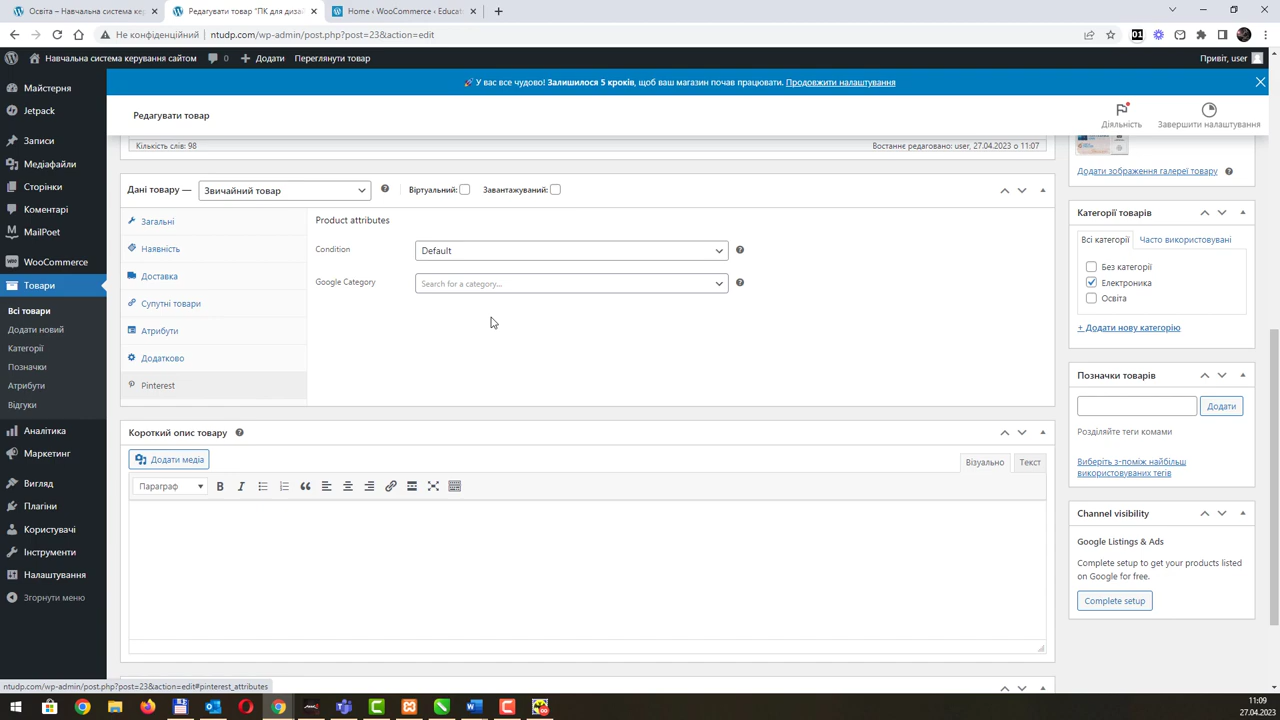 Освіта – Навчальна система кер
Редагувати товар "ПК для дизай
Home ‹ WooCommerce ‹ Educat
Не конфіденційний
ntudp.com/wp-admin/post.php?post=23&action=edit
Навчальна система керування сайтом
0
Додати
Переглянути товар
Привіт, user
Майстерня
Jetpack
Записи
Медіафайли
Сторінки
Коментарі
MailPoet
WooCommerce
Товари
Всі товари
Додати новий
Категорії
Позначки
Атрибути
Відгуки
Аналітика
Маркетинг
Вигляд
Плагіни
Користувачі
Інструменти
Налаштування
Згорнути меню
🚀 У вас все чудово! Залишилося 5 кроків, щоб ваш магазин почав працювати. Продовжити налаштування
Редагувати товар
Діяльність
Завершити налаштування
Кількість слів: 98
Востаннє редаговано: user, 27.04.2023 о 11:07
Дані товару —
Звичайний товар
Віртуальний:
Завантажуваний:
Загальні
Наявність
Доставка
Супутні товари
Атрибути
Додатково
Pinterest
Product attributes
Condition
Default
Google Category
Search for a category...
Короткий опис товару
Додати медіа
Візуально
Текст
Параграф
B
I
Додати зображення галереї товару
Категорії товарів
Всі категорії
Часто використовувані
Без категорії
Електроника
Освіта
+ Додати нову категорію
Позначки товарів
Додати
Розділяйте теги комами
Виберіть з-поміж найбільш
використовуваних тегів
Channel visibility
Google Listings & Ads
Complete setup to get your products listed
on Google for free.
Complete setup
ntudp.com/wp-admin/post.php?post=23&action=edit#pinterest_attributes
11:09
27.04.2023